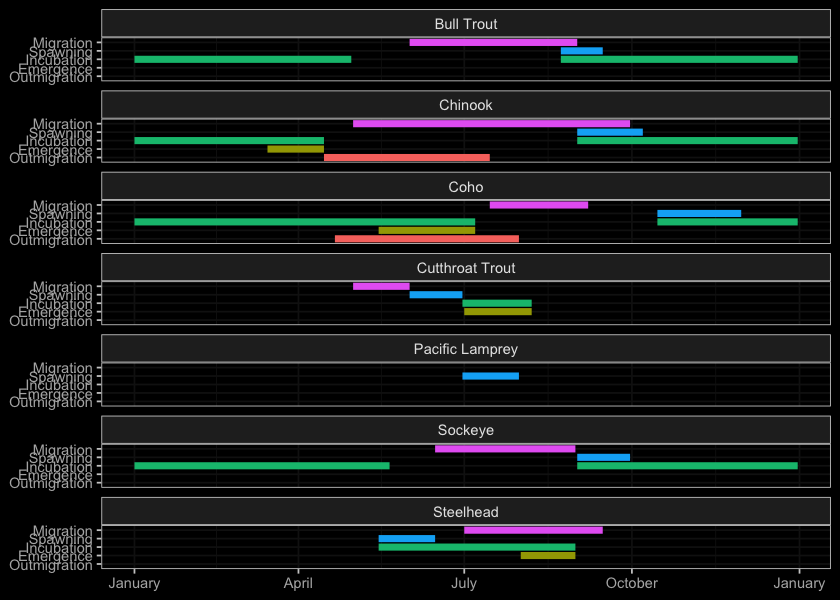 Bull Trout
Migration
Spawning
Incubation
Emergence
Outmigration
Chinook
Migration
Spawning
Incubation
Emergence
Outmigration
Coho
Migration
Spawning
Incubation
Emergence
Outmigration
Cutthroat Trout
Migration
Spawning
Incubation
Emergence
Outmigration
Pacific Lamprey
Migration
Spawning
Incubation
Emergence
Outmigration
Sockeye
Migration
Spawning
Incubation
Emergence
Outmigration
Steelhead
Migration
Spawning
Incubation
Emergence
Outmigration
January April July October January